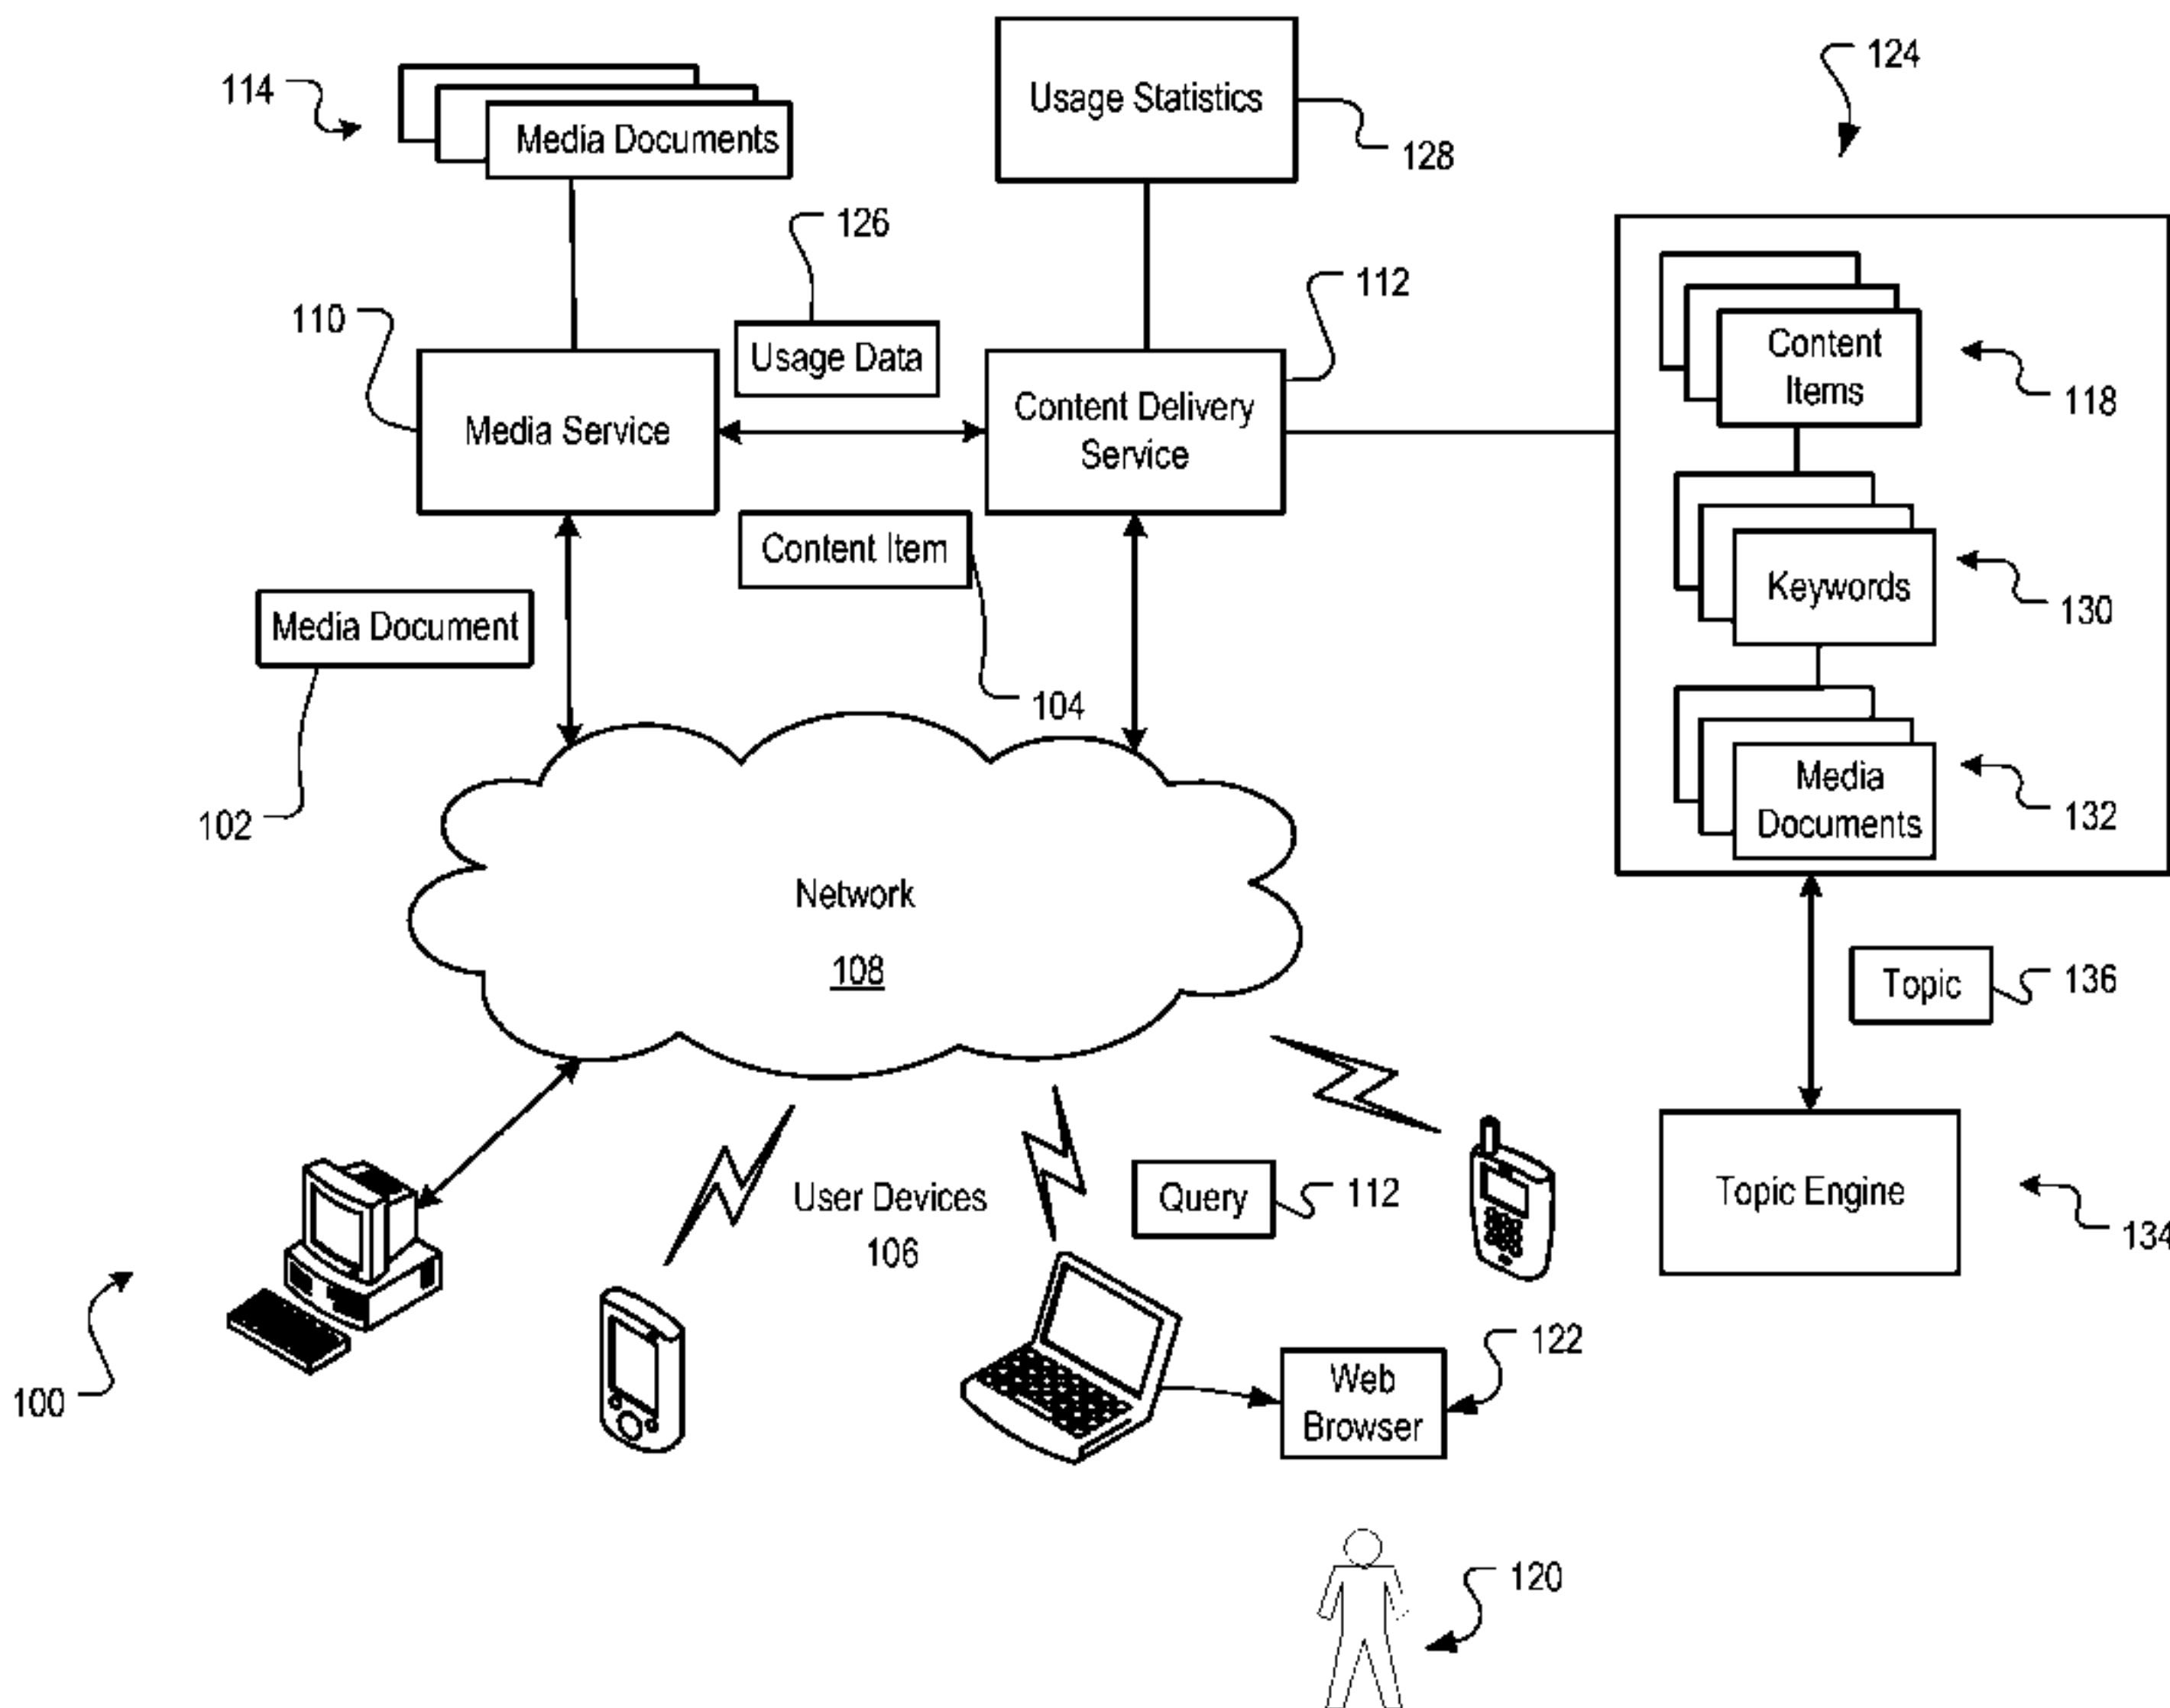 114
Media Documents
Usage Statistics
128
124
126
110
Usage Data
112
Media Service
Content Delivery
Service
Content
Items
118
Content Item
Keywords
130
Media Document
104
102
Media
Documents
132
Network
108
Topic
136
User Devices
106
Query
112
Topic Engine
134
100
Web
Browser
122
120